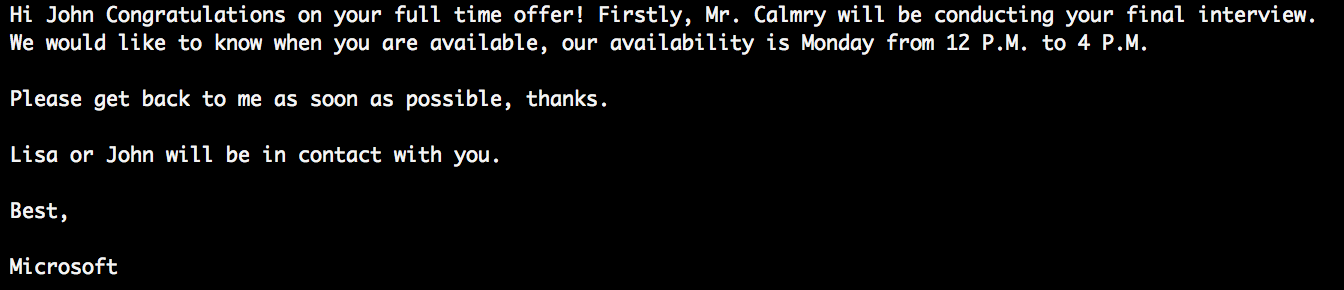 Hi John Congratulations on your full time offer! Firstly, Mr. Calmry will be conducting your final interview.
We would like to know when you are available, our availability is Monday from 12 P.M. to 4 P.M.
Please get back to me as soon as possible, thanks.
Lisa or John will be in contact with you.
Best,
Microsoft